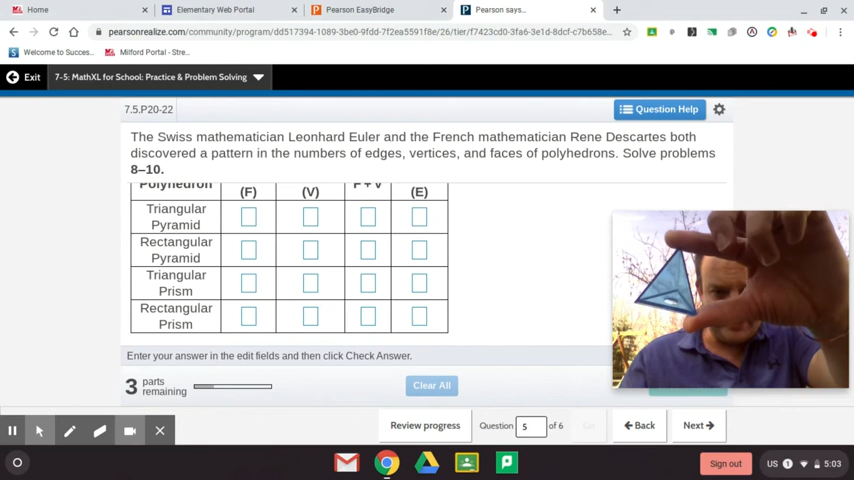 Home
Elementary Web Portal
Pearson EasyBridge
Pearson says...
pearsonrealize.com/community/program/dd517394-1089-3be0-9fdd-7f2ea5591f8e/26/tier/f7423cd0-3fa6-3e1d-8dcf-c7b658e...
Welcome to Succes...
Milford Portal - Stre...
Exit
7-5: MathXL for School: Practice & Problem Solving
7.5.P20-22
Question Help
The Swiss mathematician Leonhard Euler and the French mathematician Rene Descartes both
discovered a pattern in the numbers of edges, vertices, and faces of polyhedrons. Solve problems
8–10.
Polyhedron
(F)
(V)
F + V
(E)
Triangular
Pyramid
Rectangular
Pyramid
Triangular
Prism
Rectangular
Prism
Enter your answer in the edit fields and then click Check Answer.
3 parts
remaining
Clear All
Review progress
Question 5 of 6
Go
Back
Next
Sign out
US 1 5:03